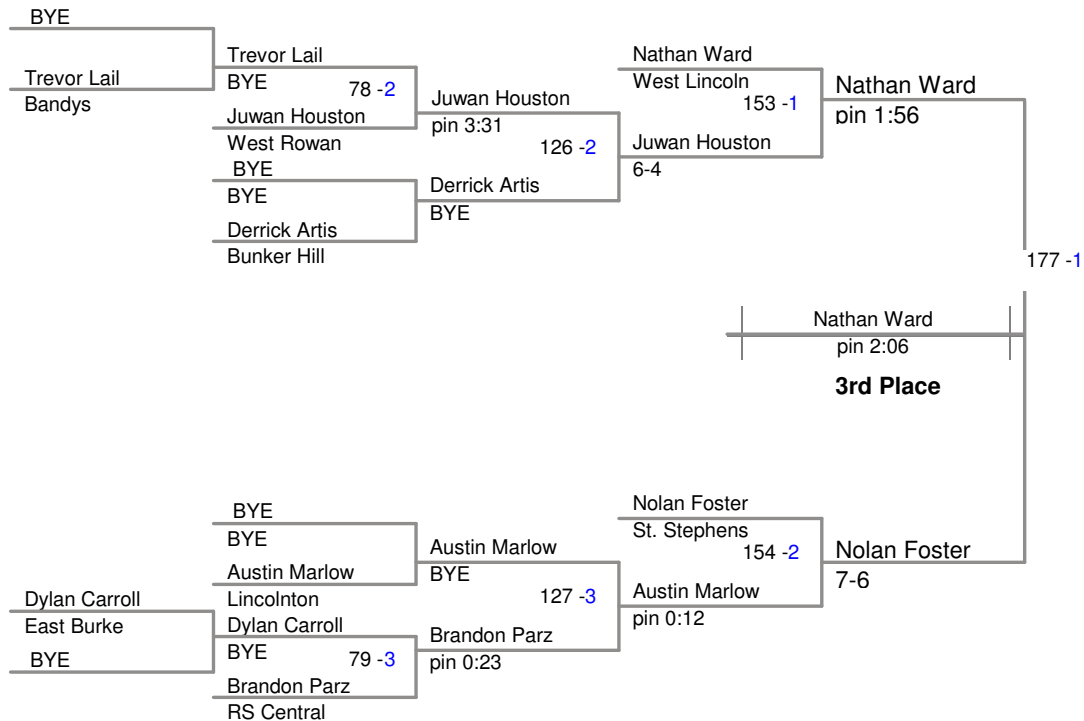 BYE
Trevor Lail
Bandys
Trevor Lail
BYE
78 -2
Juwan Houston
West Rowan
BYE
BYE
Derrick Artis
Bunker Hill
Juwan Houston
pin 3:31
126 -2
Derrick Artis
BYE
Nathan Ward
West Lincoln
153 -1
Juwan Houston
6-4
Nathan Ward
pin 1:56
177 -1
Nathan Ward
pin 2:06
3rd Place
BYE
BYE
Austin Marlow
Lincolnton
Dylan Carroll
East Burke
BYE
Dylan Carroll
BYE
79 -3
Brandon Parz
RS Central
Austin Marlow
BYE
127 -3
Brandon Parz
pin 0:23
Nolan Foster
St. Stephens
154 -2
Austin Marlow
pin 0:12
Nolan Foster
7-6